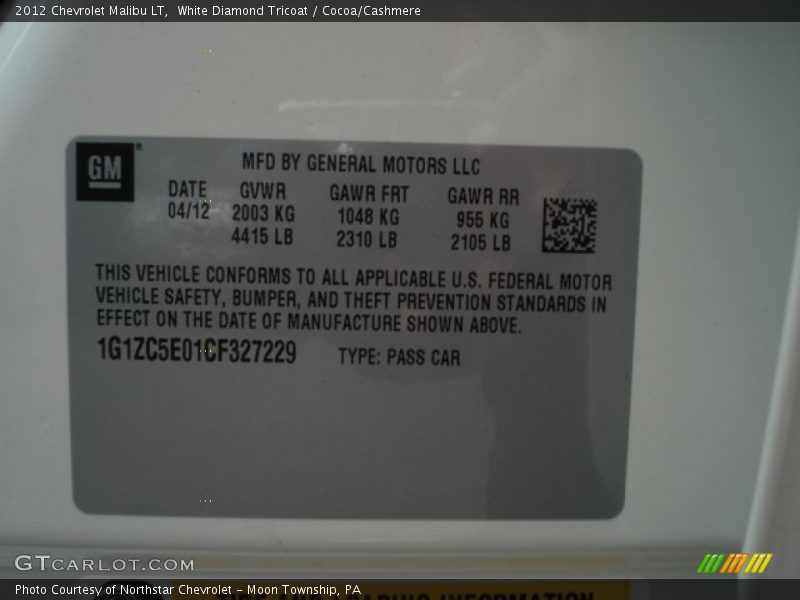 2012 Chevrolet Malibu LT, White Diamond Tricoat / Cocoa/Cashmere
GM
MFD BY GENERAL MOTORS LLC
DATE GVWR GAWR FRT GAWR RR
04/12 2003 KG 1048 KG 955 KG
4415 LB 2310 LB 2105 LB
THIS VEHICLE CONFORMS TO ALL APPLICABLE U.S. FEDERAL MOTOR
VEHICLE SAFETY, BUMPER, AND THEFT PREVENTION STANDARDS IN
EFFECT ON THE DATE OF MANUFACTURE SHOWN ABOVE.
1G1ZC5E01CF327229 TYPE: PASS CAR
GTCARLOT.COM
Photo Courtesy of Northstar Chevrolet - Moon Township, PA